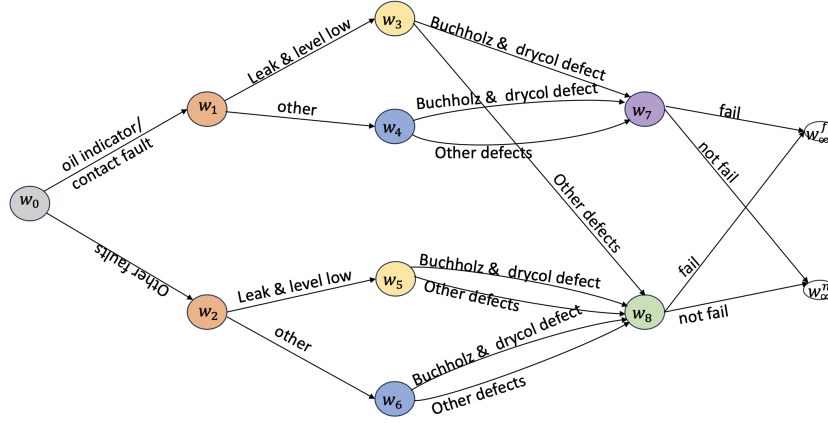 w₃
Buchholz & drycol defect
Leak & level low
w₁
other
Buchholz & drycol defect
w₇
fail
w∞ᶠ
w₄
oil indicator/
contact fault
Other defects
not fail
w₀
Other defects
Other faults
Buchholz & drycol defect
w₅
Leak & level low
Other defects
fail
w∞ⁿ
w₂
w₈
not fail
other
Buchholz & drycol defect
w₆
Other defects